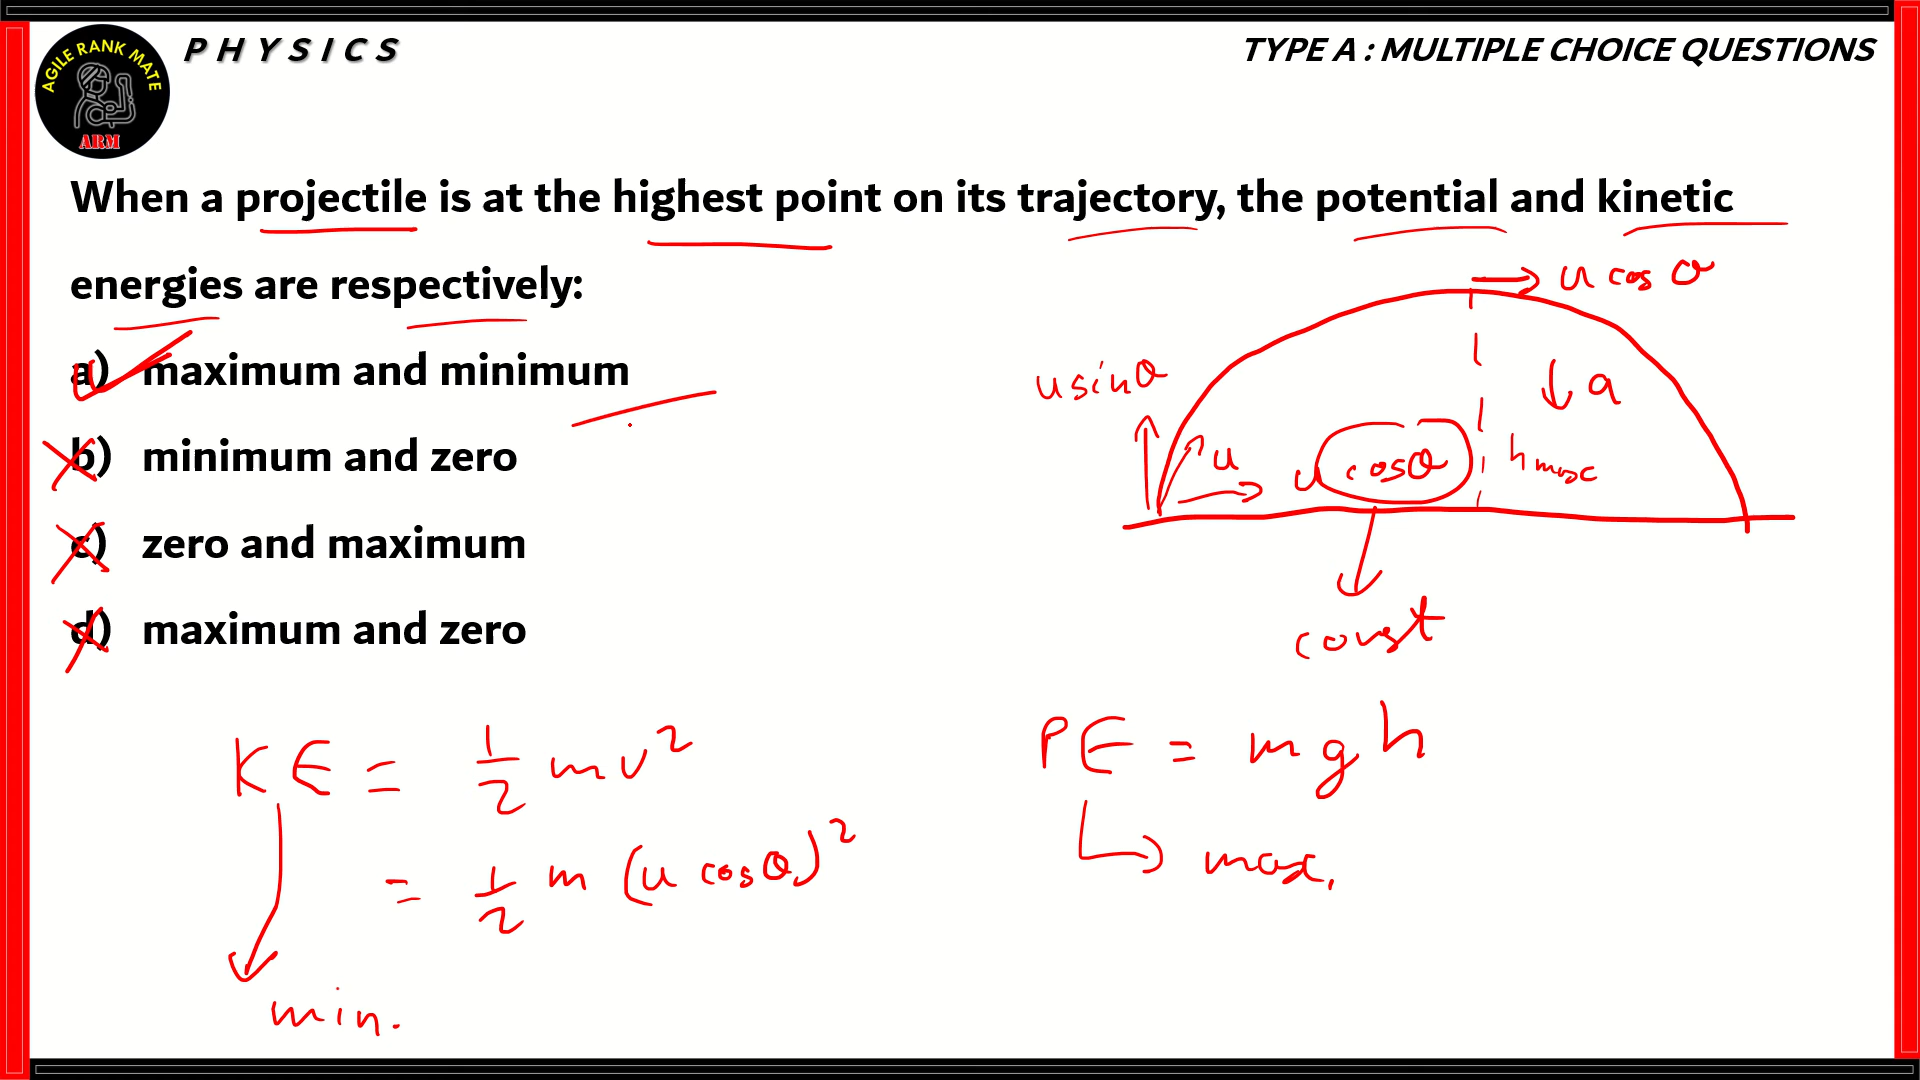 AGILE RANK MATE
ARM
PHYSICS
TYPE A : MULTIPLE CHOICE QUESTIONS
When a projectile is at the highest point on its trajectory, the potential and kinetic
energies are respectively:
a) maximum and minimum
b) minimum and zero
c) zero and maximum
d) maximum and zero
u cos θ
u sin θ
a
u
u cos θ
h max
const
KE = 1/2 mv²
= 1/2 m (u cos θ)²
min.
PE = mgh
max.